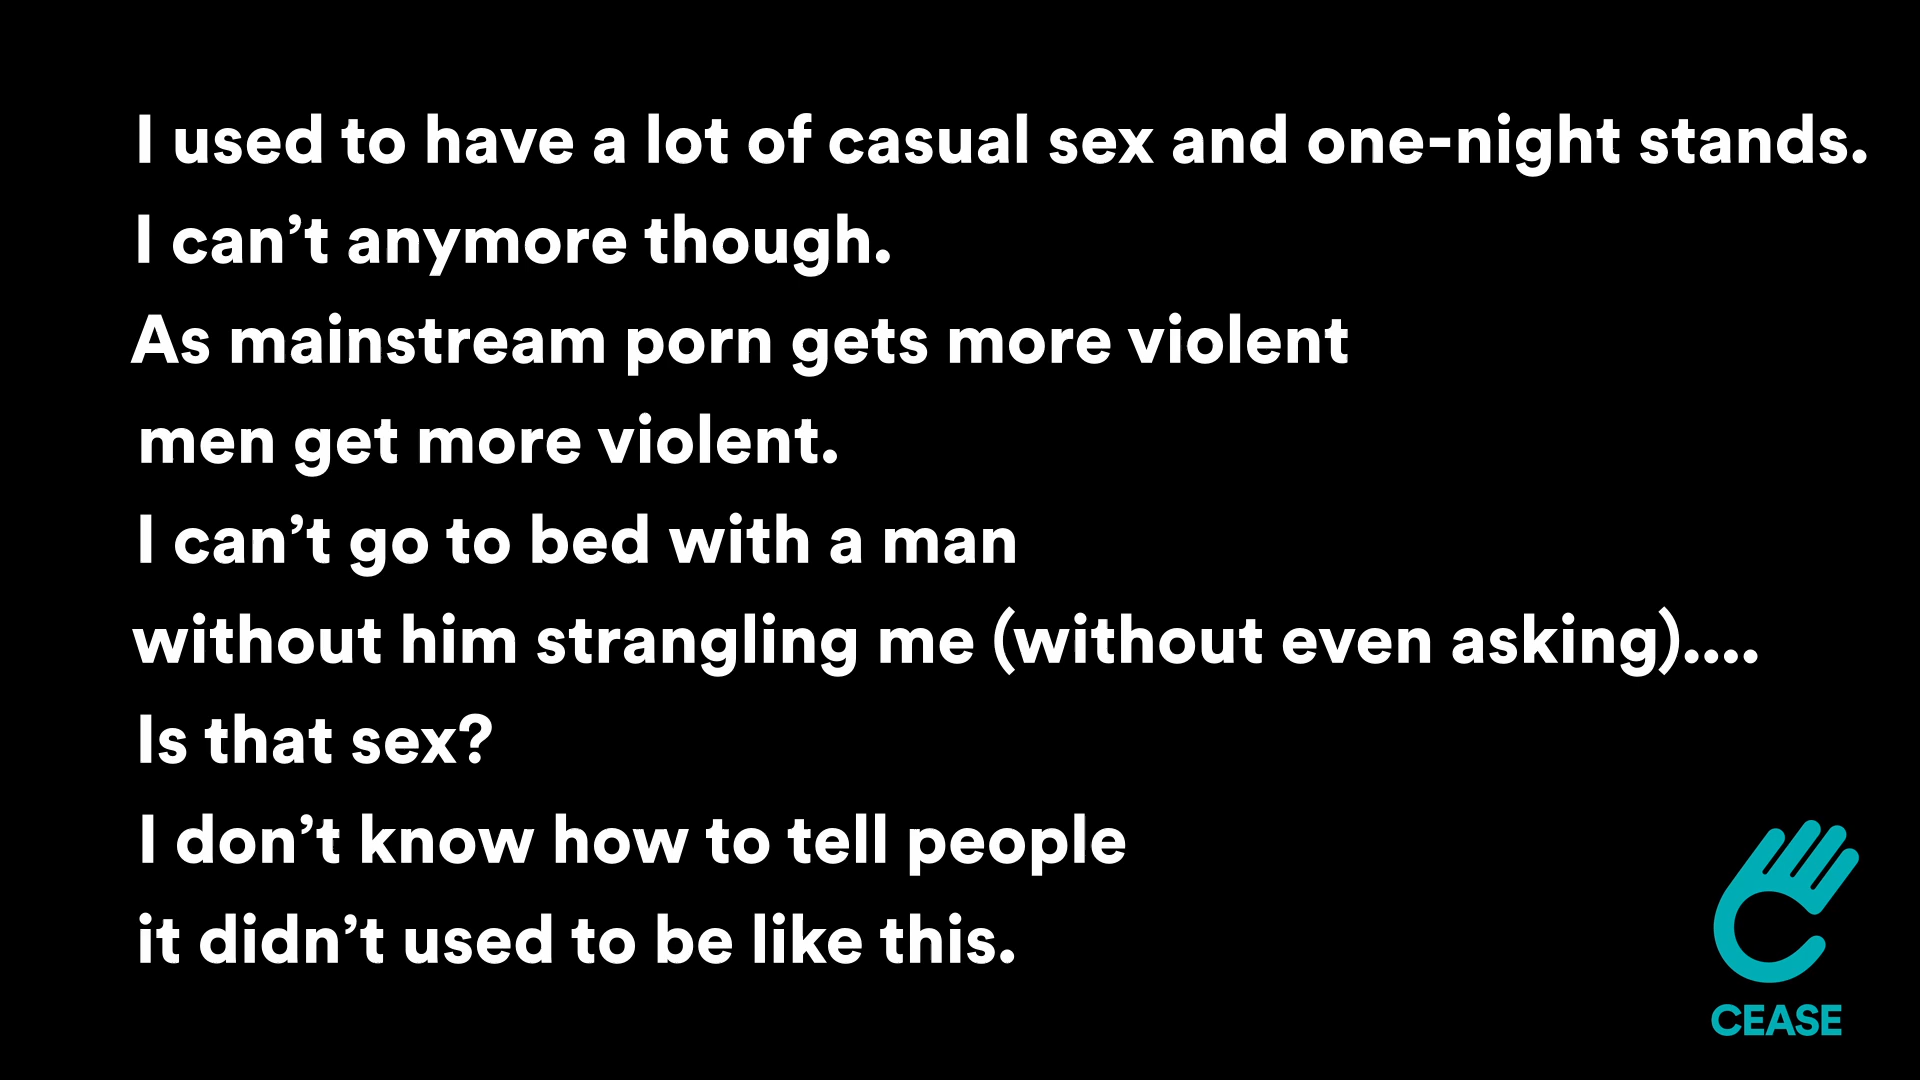 I used to have a lot of casual sex and one-night stands.
I can’t anymore though.
As mainstream porn gets more violent
men get more violent.
I can’t go to bed with a man
without him strangling me (without even asking)....
Is that sex?
I don’t know how to tell people
it didn’t used to be like this.
CEASE